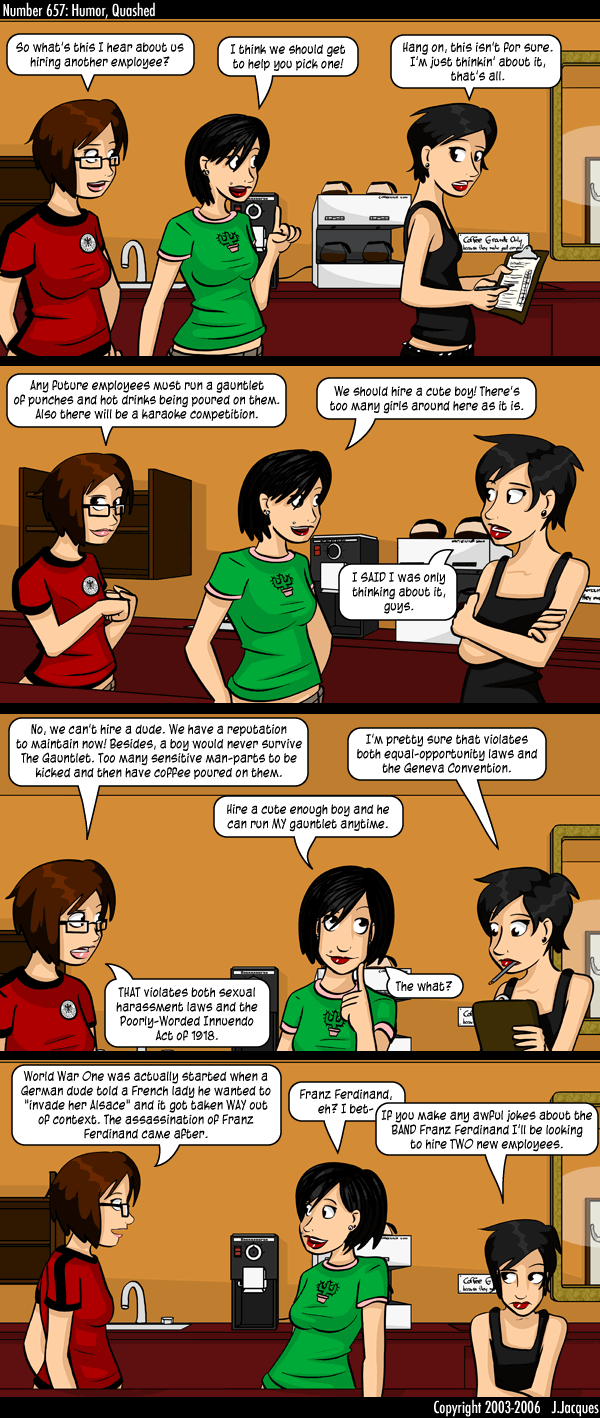 Number 657: Humor, Quashed
So what's this I hear about us
hiring another employee?
I think we should get
to help you pick one!
Hang on, this isn't for sure.
I'm just thinkin' about it,
that's all.
Coffee Grounds Only
Any future employees must run a gauntlet
of punches and hot drinks being poured on them.
Also there will be a karaoke competition.
We should hire a cute boy! There's
too many girls around here as it is.
I SAID I was only
thinking about it,
guys.
No, we can't hire a dude. We have a reputation
to maintain now! Besides, a boy would never survive
The Gauntlet. Too many sensitive man-parts to be
kicked and then have coffee poured on them.
I'm pretty sure that violates
both equal-opportunity laws and
the Geneva Convention.
Hire a cute enough boy and he
can run MY gauntlet anytime.
THAT violates both sexual
harassment laws and the
Poorly-Worded Innuendo
Act of 1918.
The what?
World War One was actually started when a
German dude told a French lady he wanted to
"invade her Alsace" and it got taken WAY out
of context. The assassination of Franz
Ferdinand came after.
Franz Ferdinand,
eh? I bet-
If you make any awful jokes about the
BAND Franz Ferdinand I'll be looking
to hire TWO new employees.
Coffee G
because they
Copyright 2003-2006 J.Jacques